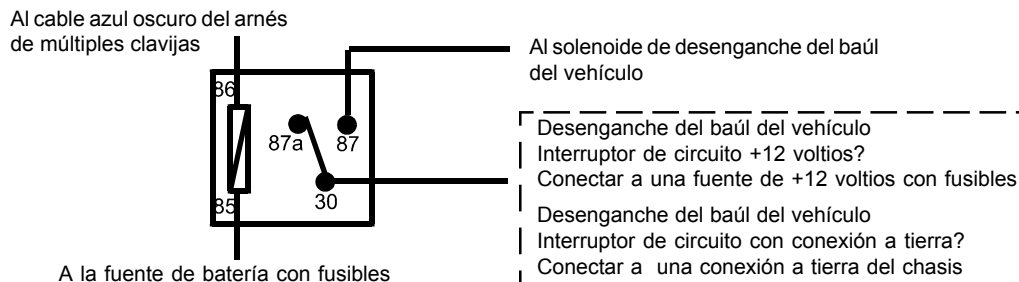 Al cable azul oscuro del arnés
de múltiples clavijas
Al solenoide de desenganche del baúl
del vehículo
86
87a
87
85
30
Desenganche del baúl del vehículo
Interruptor de circuito +12 voltios?
Conectar a una fuente de +12 voltios con fusibles
Desenganche del baúl del vehículo
Interruptor de circuito con conexión a tierra?
Conectar a una conexión a tierra del chasis
A la fuente de batería con fusibles